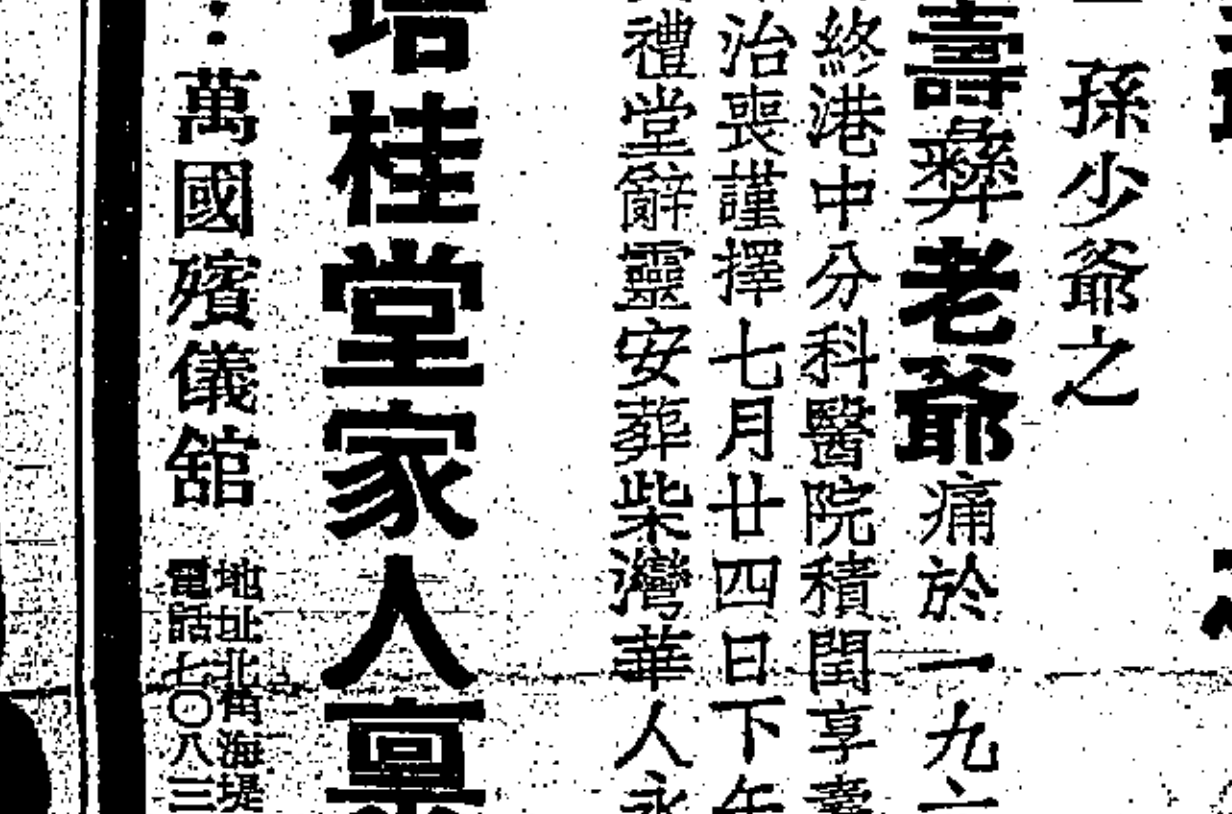 孫少爺之
壽彝老爺痛於一九
終港中分科醫院積閏享壽
治喪謹擇七月廿四日下午
禮堂辭靈安葬柴灣華人永
培桂堂家人稟
萬國殯儀舘
地址北角海堤
電話七〇八三